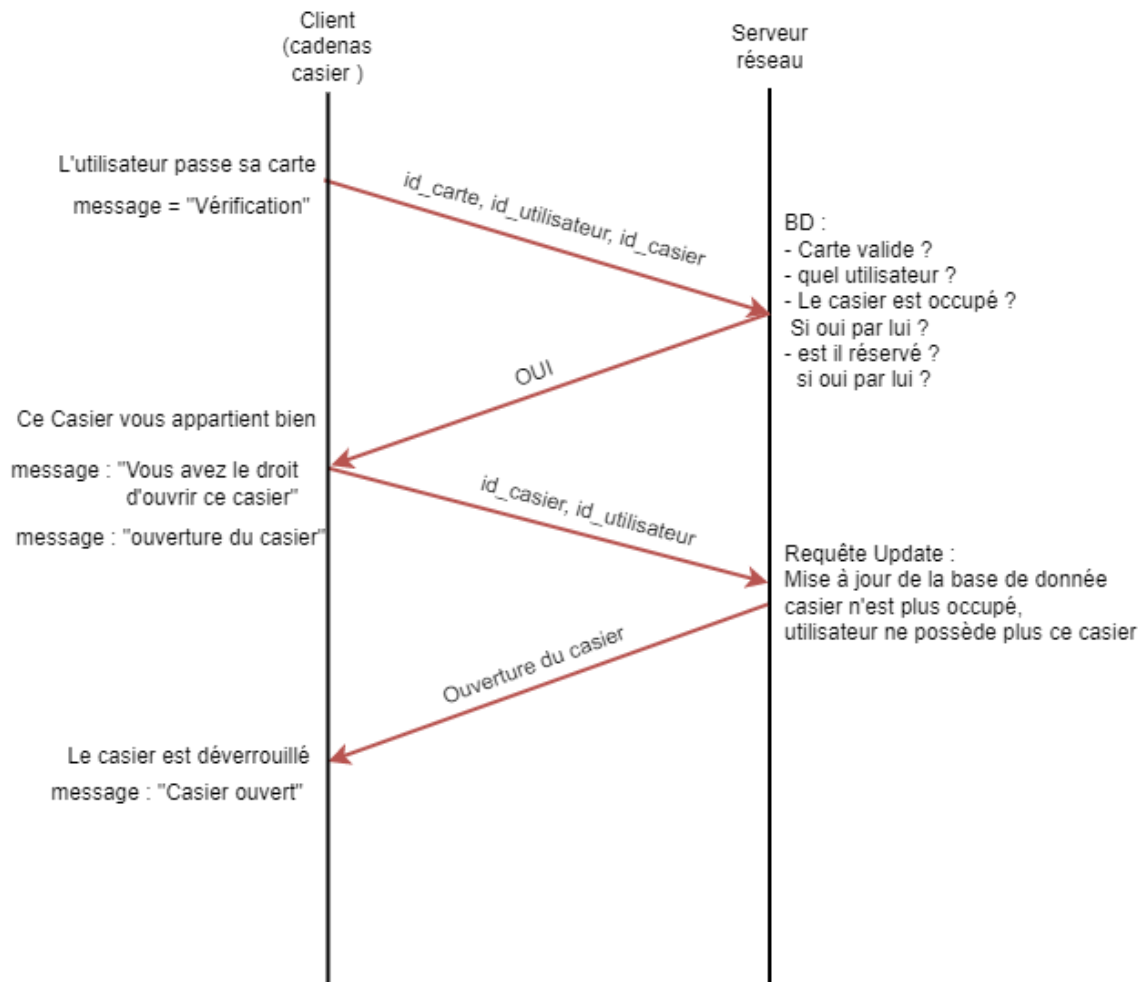 Client
(cadenas
casier )
Serveur
réseau
L'utilisateur passe sa carte
message = "Vérification"
id_carte, id_utilisateur, id_casier
BD :
- Carte valide ?
- quel utilisateur ?
- Le casier est occupé ?
Si oui par lui ?
- est il réservé ?
si oui par lui ?
OUI
Ce Casier vous appartient bien
message : "Vous avez le droit
d'ouvrir ce casier"
message : "ouverture du casier"
id_casier, id_utilisateur
Requête Update :
Mise à jour de la base de donnée
casier n'est plus occupé,
utilisateur ne possède plus ce casier
Ouverture du casier
Le casier est déverrouillé
message : "Casier ouvert"